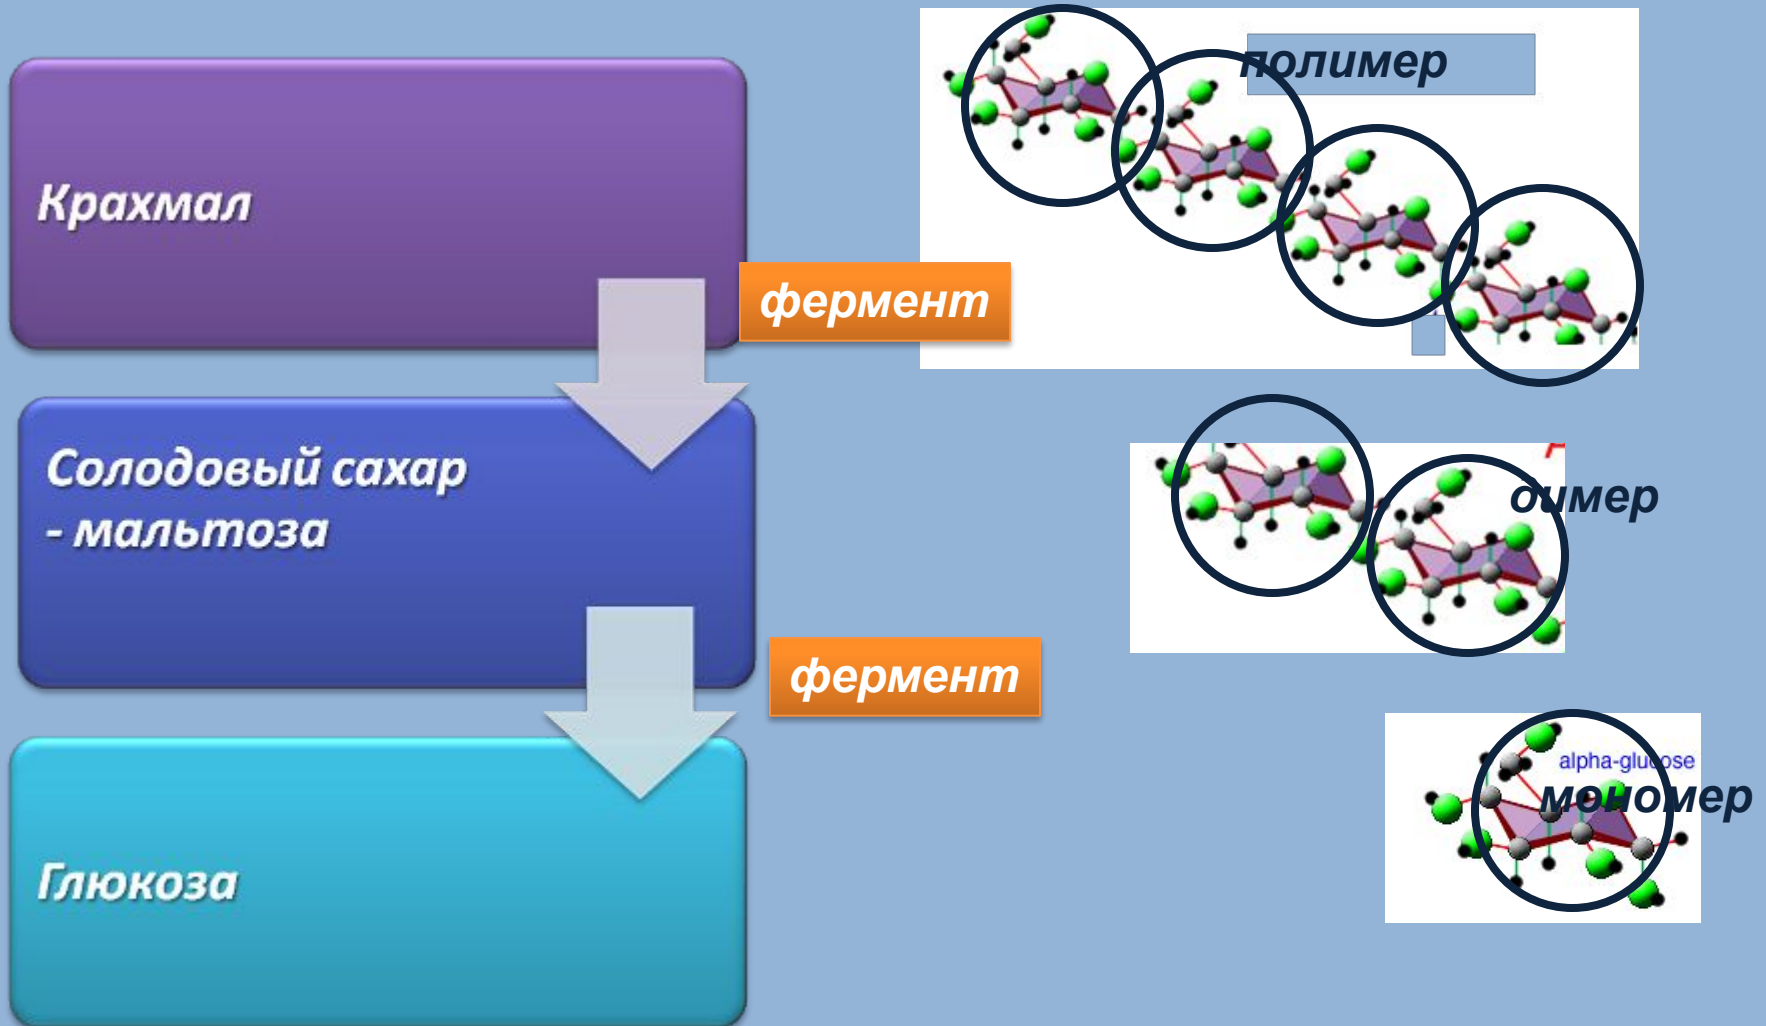 полимер
Крахмал
фермент
Солодовый сахар
- мальтоза
димер
фермент
alpha-glucose
мономер
Глюкоза